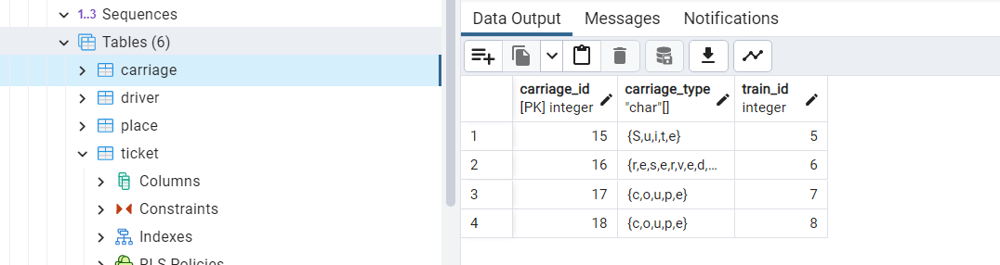 1..3 Sequences
Tables (6)
carriage
driver
place
ticket
Columns
Constraints
Indexes
RLS Policies
Data Output Messages Notifications
carriage_id carriage_type train_id
[PK] integer "char"[] integer
1 15 {S,u,i,t,e} 5
2 16 {r,e,s,e,r,v,e,d,... 6
3 17 {c,o,u,p,e} 7
4 18 {c,o,u,p,e} 8